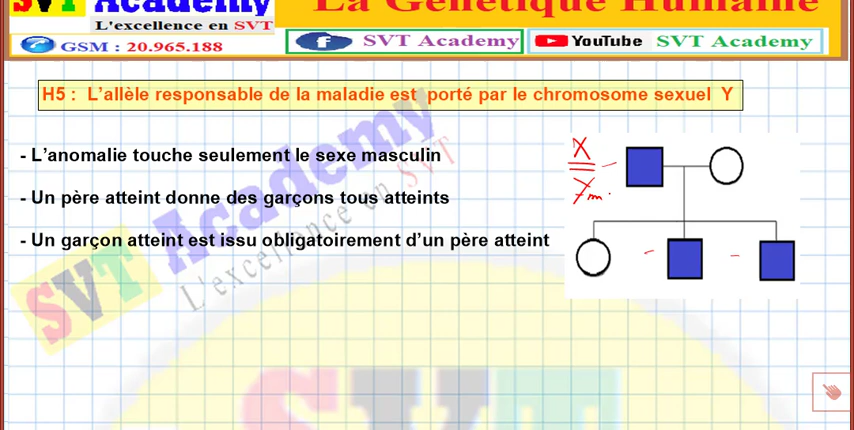 SVT Academy
La Génétique Humaine
L'excellence en SVT
GSM : 20.965.188
f SVT Academy
YouTube SVT Academy
H5 : L'allèle responsable de la maladie est porté par le chromosome sexuel Y
- L'anomalie touche seulement le sexe masculin
- Un père atteint donne des garçons tous atteints
- Un garçon atteint est issu obligatoirement d'un père atteint
X
Ym.
SVT Academy
L'excellence en SVT
SVT